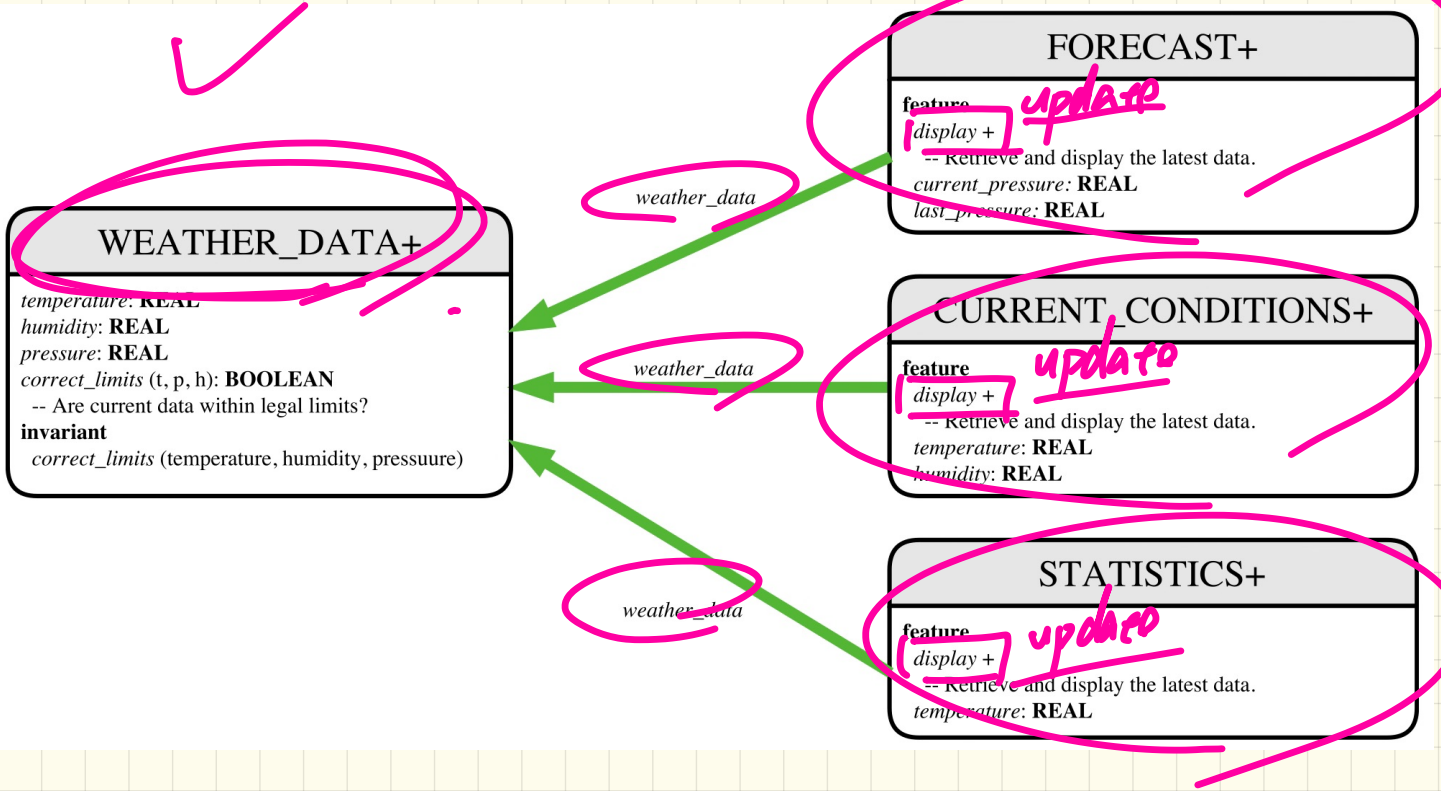 WEATHER_DATA+
temperature: REAL
humidity: REAL
pressure: REAL
correct_limits (t, p, h): BOOLEAN
-- Are current data within legal limits?
invariant
correct_limits (temperature, humidity, pressuure)
weather_data
weather_data
weather_data
FORECAST+
feature update
display +
-- Retrieve and display the latest data.
current_pressure: REAL
last_pressure: REAL
CURRENT_CONDITIONS+
feature update
display +
-- Retrieve and display the latest data.
temperature: REAL
humidity: REAL
STATISTICS+
feature update
display +
-- Retrieve and display the latest data.
temperature: REAL